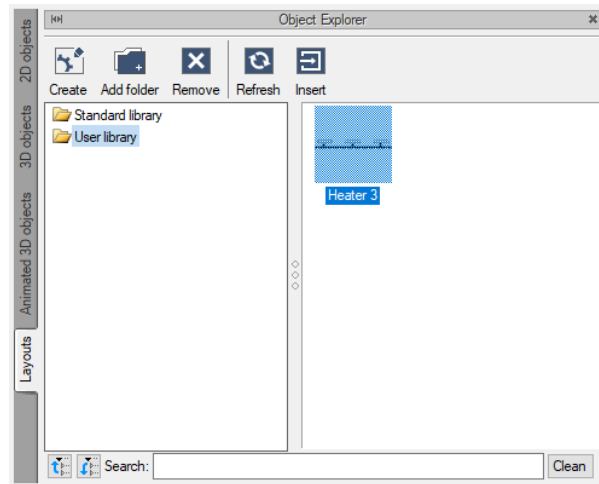 Object Explorer
2D objects
3D objects
Animated 3D objects
Layouts
Create Add folder Remove Refresh Insert
Standard library
User library
Heater 3
Search:
Clean